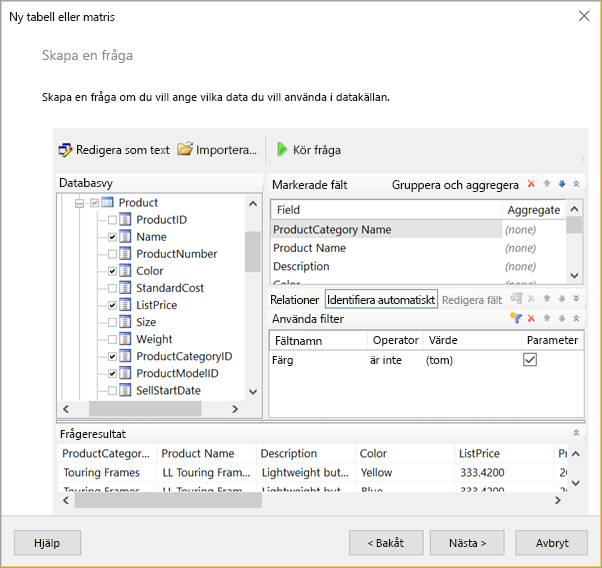 Ny tabell eller matris
Skapa en fråga
Skapa en fråga om du vill ange vilka data du vill använda i datakällan.
Redigera som text Importera... Kör fråga
Databasvy
Product
ProductID
Name
ProductNumber
Color
StandardCost
ListPrice
Size
Weight
ProductCategoryID
ProductModelID
SellStartDate
Markerade fält Gruppera och aggregera
Field Aggregate
ProductCategory Name (none)
Product Name (none)
Description (none)
Color (none)
Relationer Identifiera automatiskt Redigera fält
Använda filter
Fältnamn Operator Värde Parameter
Färg är inte (tom)
Frågeresultat
ProductCategor... Product Name Description Color ListPrice
Touring Frames LL Touring Fram... Lightweight but... Yellow 333.4200
Touring Frames LL Touring Fram... Lightweight but... Blue 333.4200
Hjälp < Bakåt Nästa > Avbryt